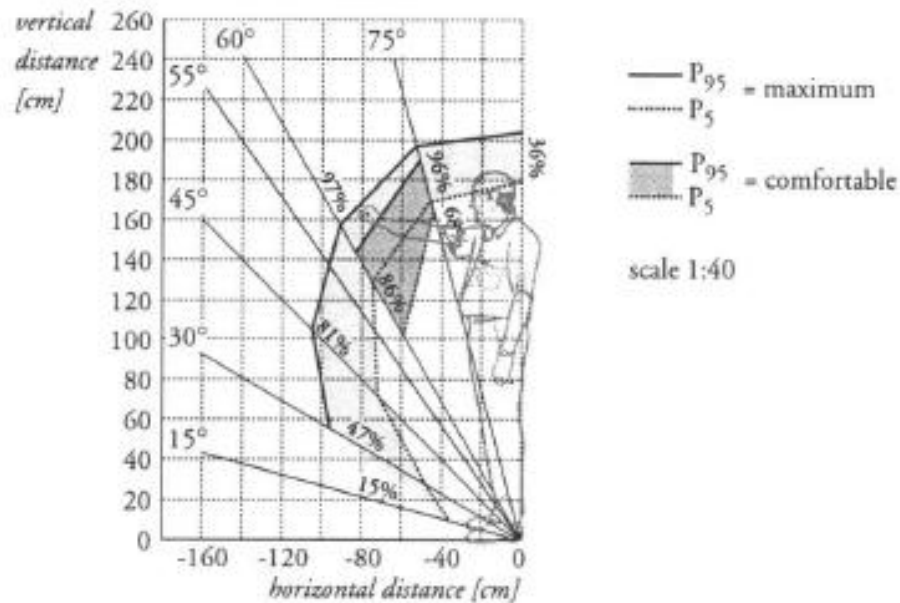 vertical
distance
[cm]
260
240
220
200
180
160
140
120
100
80
60
40
20
0
60°
75°
55°
45°
30°
15°
97%
96%
36%
86%
81%
47%
15%
-160 -120 -80 -40 0
horizontal distance [cm]
P95
P5
= maximum
P95
P5
= comfortable
scale 1:40